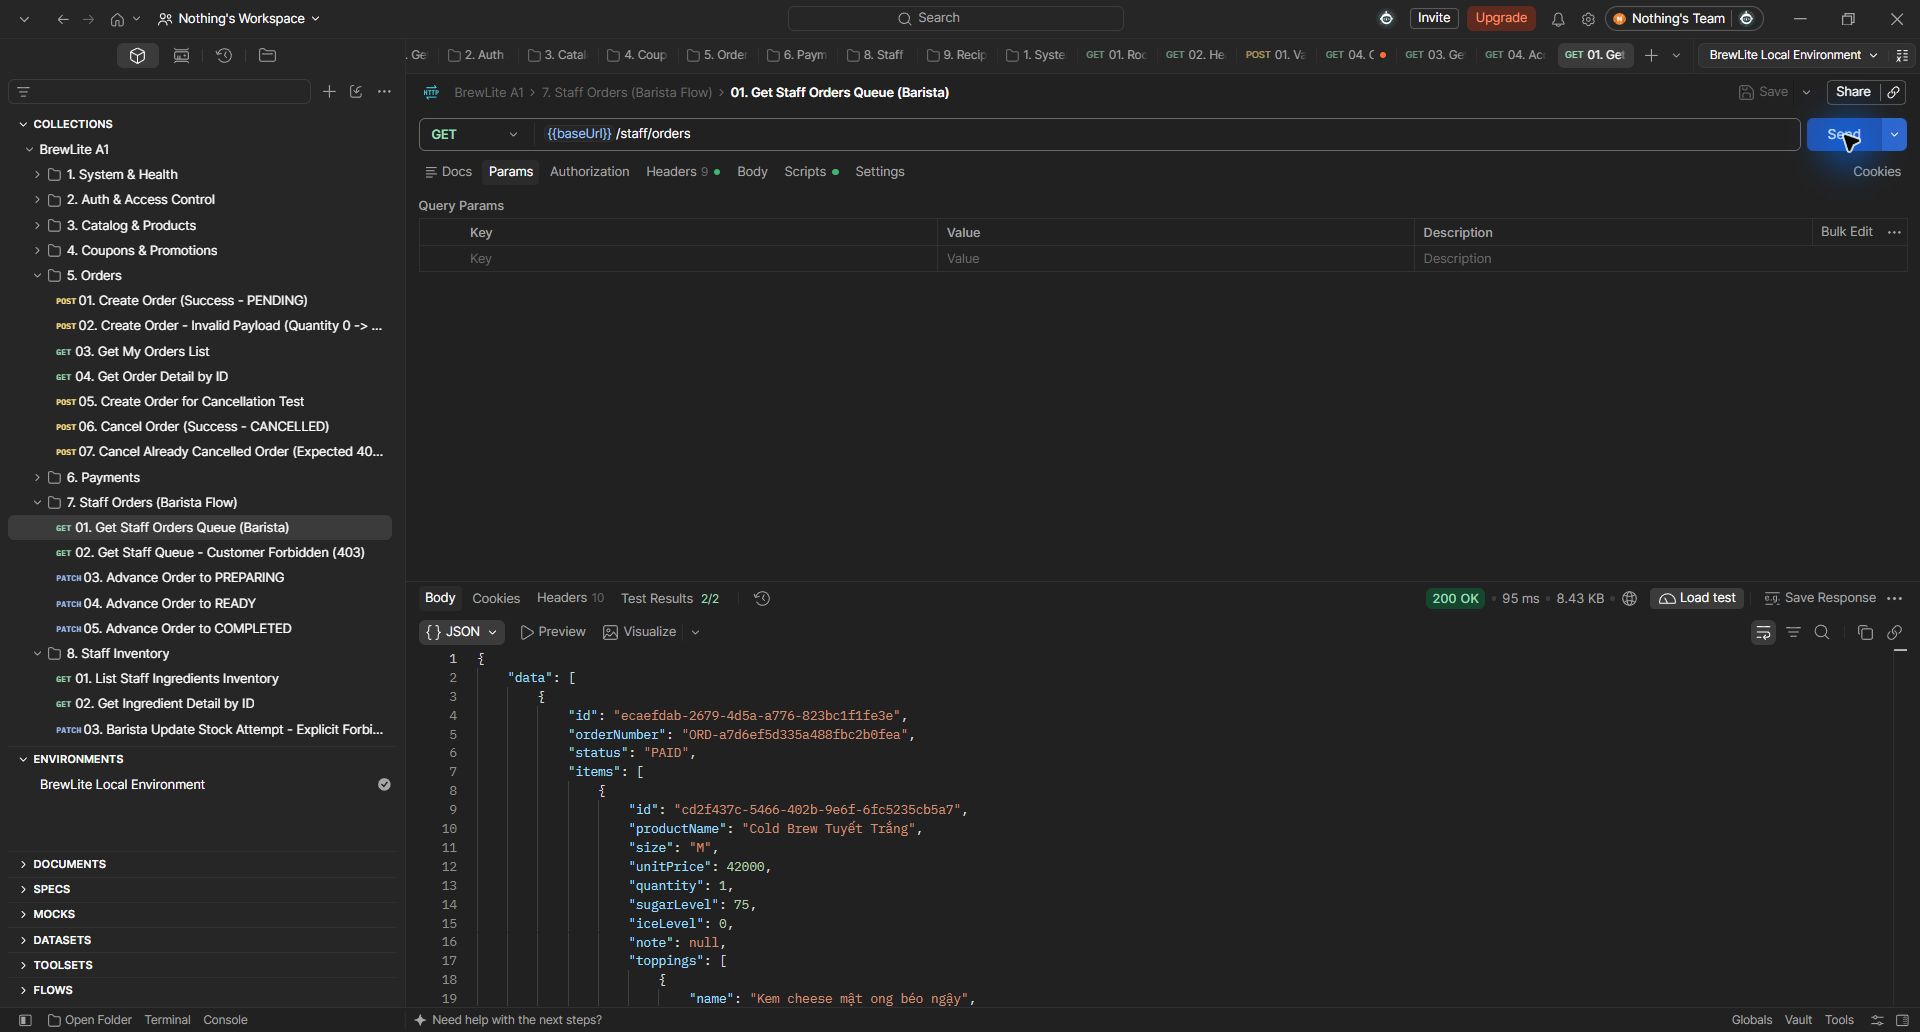 Nothing's Workspace
Search
Invite
Upgrade
Nothing's Team
. Ge
2. Auth
3. Catal
4. Coup
5. Order
6. Paym
8. Staff
9. Recip
1. Syste
GET 01. Ro
GET 02. He
POST 01. Va
GET 04. C
GET 03. Ge
GET 04. Ac
GET 01. Get
BrewLite Local Environment
HTTP
BrewLite A1 > 7. Staff Orders (Barista Flow) > 01. Get Staff Orders Queue (Barista)
Save
Share
GET
{{baseUrl}} /staff/orders
Send
Docs
Params
Authorization
Headers 9
Body
Scripts
Settings
Cookies
Query Params
Key
Value
Description
Bulk Edit
Key
Value
Description
COLLECTIONS
BrewLite A1
1. System & Health
2. Auth & Access Control
3. Catalog & Products
4. Coupons & Promotions
5. Orders
POST 01. Create Order (Success - PENDING)
POST 02. Create Order - Invalid Payload (Quantity 0 -> ...
GET 03. Get My Orders List
GET 04. Get Order Detail by ID
POST 05. Create Order for Cancellation Test
POST 06. Cancel Order (Success - CANCELLED)
POST 07. Cancel Already Cancelled Order (Expected 40...
6. Payments
7. Staff Orders (Barista Flow)
GET 01. Get Staff Orders Queue (Barista)
GET 02. Get Staff Queue - Customer Forbidden (403)
PATCH 03. Advance Order to PREPARING
PATCH 04. Advance Order to READY
PATCH 05. Advance Order to COMPLETED
8. Staff Inventory
GET 01. List Staff Ingredients Inventory
GET 02. Get Ingredient Detail by ID
PATCH 03. Barista Update Stock Attempt - Explicit Forbi...
ENVIRONMENTS
BrewLite Local Environment
DOCUMENTS
SPECS
MOCKS
DATASETS
TOOLSETS
FLOWS
Body
Cookies
Headers 10
Test Results 2/2
200 OK
95 ms
8.43 KB
Load test
e.g. Save Response
{} JSON
Preview
Visualize
1 {
2 "data": [
3 {
4 "id": "ecaefdab-2679-4d5a-a776-823bc1f1fe3e",
5 "orderNumber": "ORD-a7d6ef5d335a488fbc2b0fea",
6 "status": "PAID",
7 "items": [
8 {
9 "id": "cd2f437c-5466-402b-9e6f-6fc5235cb5a7",
10 "productName": "Cold Brew Tuyết Trắng",
11 "size": "M",
12 "unitPrice": 42000,
13 "quantity": 1,
14 "sugarLevel": 75,
15 "iceLevel": 0,
16 "note": null,
17 "toppings": [
18 {
19 "name": "Kem cheese mật ong béo ngậy",
Open Folder
Terminal
Console
Need help with the next steps?
Globals
Vault
Tools